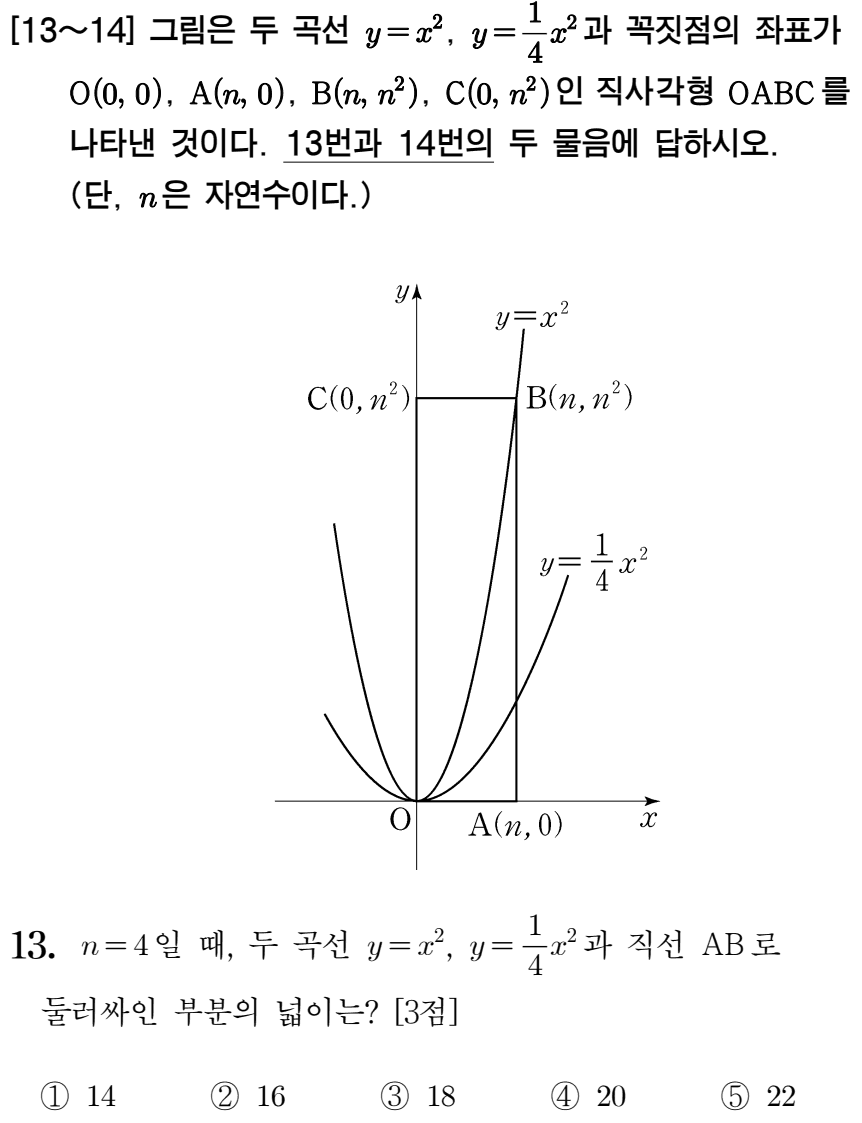 [13～14] 그림은 두 곡선 y=x², y=\frac{1}{4}x²과 꼭짓점의 좌표가
O(0, 0), A(n, 0), B(n, n²), C(0, n²)인 직사각형 OABC를
나타낸 것이다. 13번과 14번의 두 물음에 답하시오.
(단, n은 자연수이다.)
y
y=x²
C(0, n²)
B(n, n²)
y=\frac{1}{4}x²
O
A(n, 0)
x
13. n=4일 때, 두 곡선 y=x², y=\frac{1}{4}x²과 직선 AB로
둘러싸인 부분의 넓이는? [3점]
① 14 ② 16 ③ 18 ④ 20 ⑤ 22